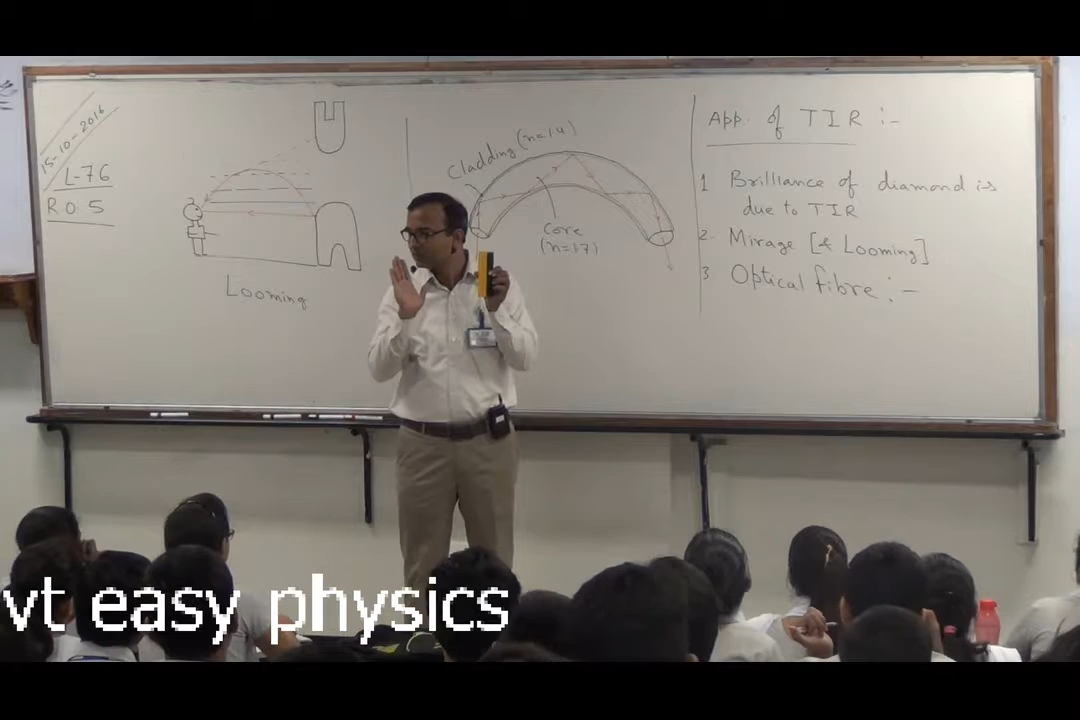 15-10-2016
L-76
R.O. 5
Looming
Cladding (n=1.4)
Core
(n=1.7)
App. of TIR :-
1 Brilliance of diamond is
due to TIR
2. Mirage [& Looming]
3 Optical fibre :-
vt easy physics